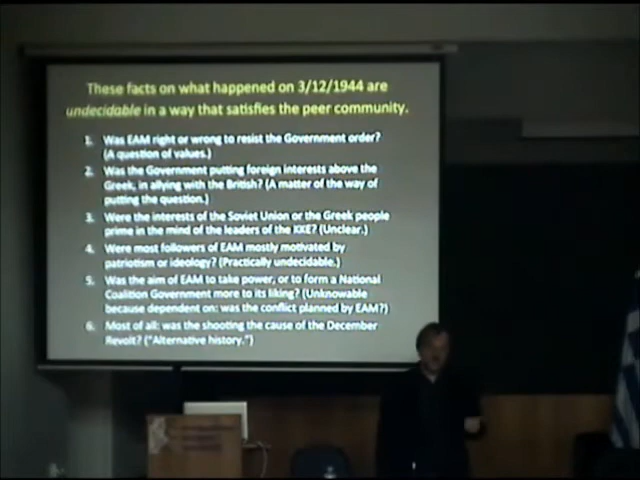 These facts on what happened on 3/12/1944 are
undecidable in a way that satisfies the peer community.
1. Was EAM right or wrong to resist the Government order?
(A question of values.)
2. Was the Government putting foreign interests above the
Greek, in allying with the British? (A matter of the way of
putting the question.)
3. Were the interests of the Soviet Union or the Greek people
prime in the mind of the leaders of the KKE? (Unclear.)
4. Were most followers of EAM mostly motivated by
patriotism or ideology? (Practically undecidable.)
5. Was the aim of EAM to take power, or to form a National
Coalition Government more to its liking? (Unknowable
because dependent on: was the conflict planned by EAM?)
6. Most of all: was the shooting the cause of the December
Revolt? ("Alternative history.")